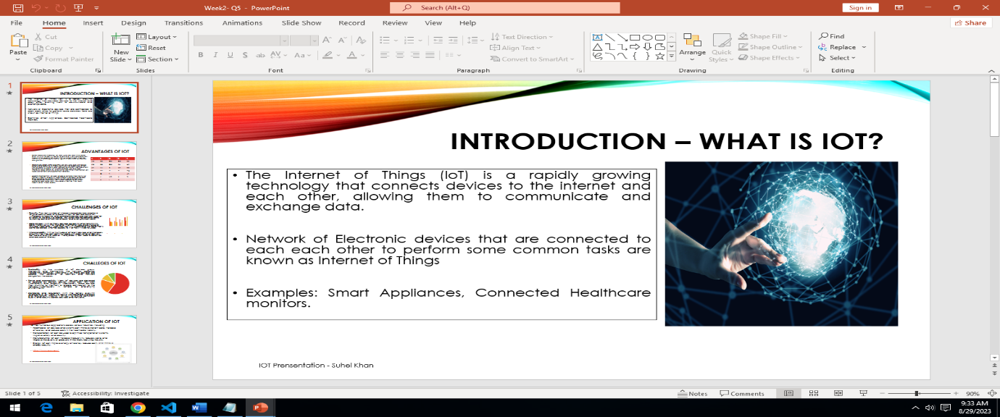 Week2- Q5 - PowerPoint
Search (Alt+Q)
Sign in
File Home Insert Design Transitions Animations Slide Show Record Review View Help
Share
Paste
Cut
Copy
Format Painter
Clipboard
New
Slide
Layout
Reset
Section
Slides
Font
Text Direction
Align Text
Convert to SmartArt
Paragraph
Arrange
Quick
Styles
Shape Fill
Shape Outline
Shape Effects
Drawing
Find
Replace
Select
Editing
1
INTRODUCTION – WHAT IS IOT?
2
ADVANTAGES OF IOT
3
CHALLENGES OF IOT
4
CHALLEGES OF IOT
5
APPLICATION OF IOT
INTRODUCTION – WHAT IS IOT?
• The Internet of Things (IoT) is a rapidly growing
technology that connects devices to the internet and
each other, allowing them to communicate and
exchange data.
• Network of Electronic devices that are connected to
each each other to perform some common tasks are
known as Internet of Things
• Examples: Smart Appliances, Connected Healthcare
monitors.
IOT Prensentation - Suhel Khan
Slide 1 of 5
Accessibility: Investigate
Notes
Comments
90%
9:33 AM
8/29/2023